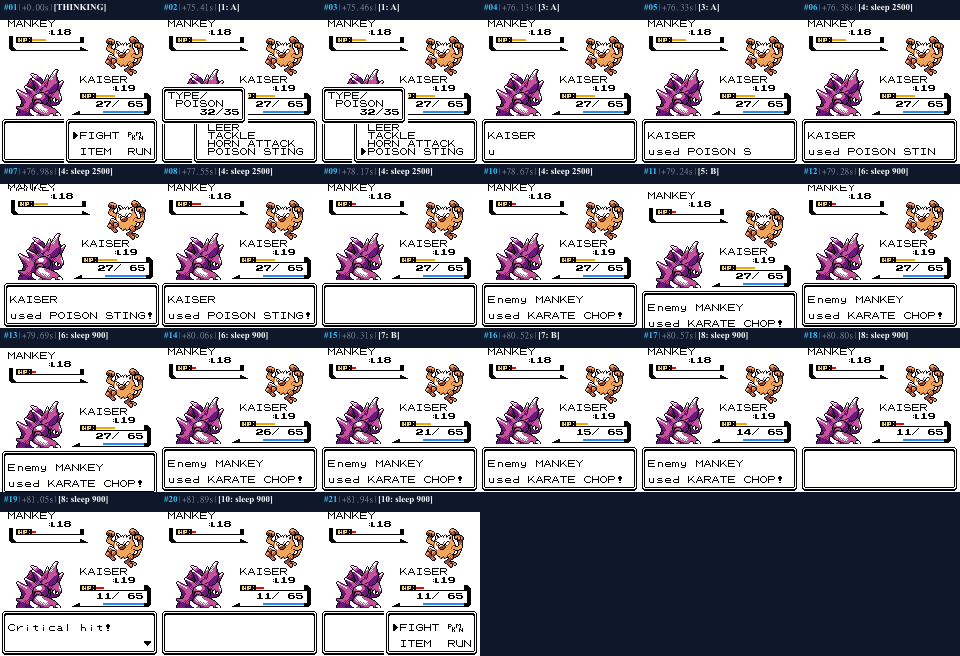 #01|+0.00s| [THINKING]
MANKEY
:L18
KAISER
:L19
27/ 65
▶FIGHT PKMN
ITEM RUN
#02|+75.41s| [1: A]
MANKEY
:L18
KAISER
:L19
TYPE/
POISON
32/35
27/ 65
LEER
TACKLE
HORN ATTACK
POISON STING
#03|+75.46s| [1: A]
MANKEY
:L18
KAISER
:L19
TYPE/
POISON
32/35
27/ 65
LEER
TACKLE
HORN ATTACK
▶POISON STING
#04|+76.13s| [3: A]
MANKEY
:L18
KAISER
:L19
27/ 65
KAISER
u
#05|+76.33s| [3: A]
MANKEY
:L18
KAISER
:L19
27/ 65
KAISER
used POISON S
#06|+76.38s| [4: sleep 2500]
MANKEY
:L18
KAISER
:L19
27/ 65
KAISER
used POISON STIN
#07|+76.98s| [4: sleep 2500]
MANKEY
:L18
KAISER
:L19
27/ 65
KAISER
used POISON STING!
#08|+77.55s| [4: sleep 2500]
MANKEY
:L18
KAISER
:L19
27/ 65
KAISER
used POISON STING!
#09|+78.17s| [4: sleep 2500]
MANKEY
:L18
KAISER
:L19
27/ 65
#10|+78.67s| [4: sleep 2500]
MANKEY
:L18
KAISER
:L19
27/ 65
Enemy MANKEY
used KARATE CHOP!
#11|+79.24s| [5: B]
MANKEY
:L18
KAISER
:L19
27/ 65
Enemy MANKEY
used KARATE CHOP!
#12|+79.28s| [6: sleep 900]
MANKEY
:L18
KAISER
:L19
27/ 65
Enemy MANKEY
used KARATE CHOP!
#13|+79.69s| [6: sleep 900]
MANKEY
:L18
KAISER
:L19
27/ 65
Enemy MANKEY
used KARATE CHOP!
#14|+80.06s| [6: sleep 900]
MANKEY
:L18
KAISER
:L19
26/ 65
Enemy MANKEY
used KARATE CHOP!
#15|+80.31s| [7: B]
MANKEY
:L18
KAISER
:L19
21/ 65
Enemy MANKEY
used KARATE CHOP!
#16|+80.52s| [7: B]
MANKEY
:L18
KAISER
:L19
15/ 65
Enemy MANKEY
used KARATE CHOP!
#17|+80.57s| [8: sleep 900]
MANKEY
:L18
KAISER
:L19
14/ 65
Enemy MANKEY
used KARATE CHOP!
#18|+80.80s| [8: sleep 900]
MANKEY
:L18
KAISER
:L19
11/ 65
#19|+81.05s| [8: sleep 900]
MANKEY
:L18
KAISER
:L19
11/ 65
Critical hit!
#20|+81.89s| [10: sleep 900]
MANKEY
:L18
KAISER
:L19
11/ 65
#21|+81.94s| [10: sleep 900]
MANKEY
:L18
KAISER
:L19
11/ 65
▶FIGHT PKMN
ITEM RUN